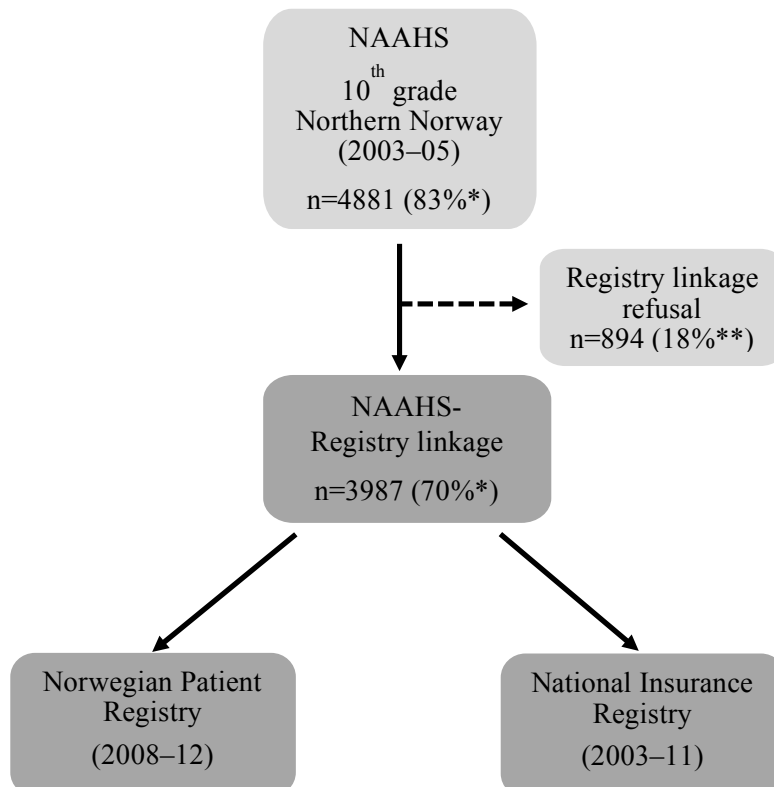 NAAHS
10th grade
Northern Norway
(2003–05)
n=4881 (83%*)
Registry linkage
refusal
n=894 (18%**)
NAAHS-
Registry linkage
n=3987 (70%*)
Norwegian Patient
Registry
(2008–12)
National Insurance
Registry
(2003–11)